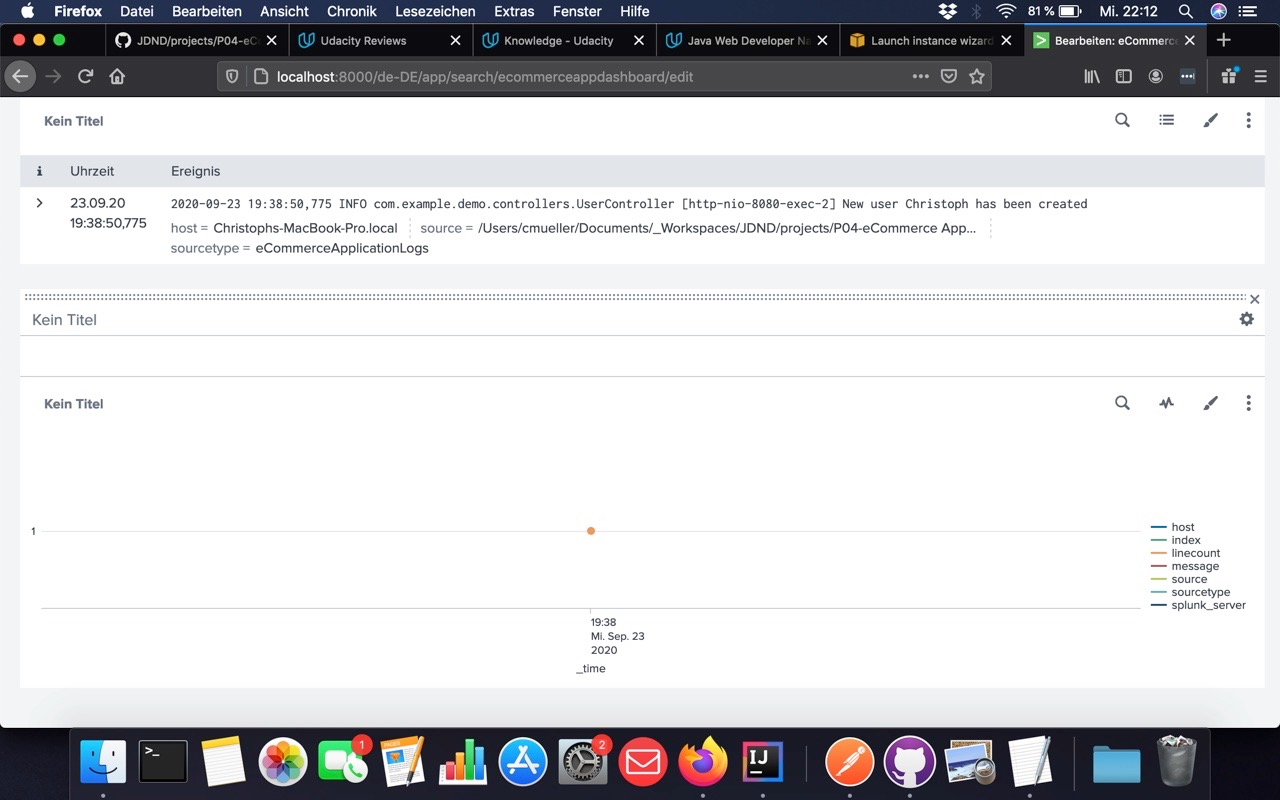 Firefox Datei Bearbeiten Ansicht Chronik Lesezeichen Extras Fenster Hilfe 81 % Mi. 22:12
JDND/projects/P04-eC Udacity Reviews Knowledge - Udacity Java Web Developer Na Launch instance wizard Bearbeiten: eCommerce
localhost:8000/de-DE/app/search/ecommerceappdashboard/edit
Kein Titel
i Uhrzeit Ereignis
23.09.20
19:38:50,775
2020-09-23 19:38:50,775 INFO com.example.demo.controllers.UserController [http-nio-8080-exec-2] New user Christoph has been created
host = Christophs-MacBook-Pro.local source = /Users/cmueller/Documents/_Workspaces/JDND/projects/P04-eCommerce App...
sourcetype = eCommerceApplicationLogs
Kein Titel
Kein Titel
1
host
index
linecount
message
source
sourcetype
splunk_server
19:38
Mi. Sep. 23
2020
_time
1
2
IJ